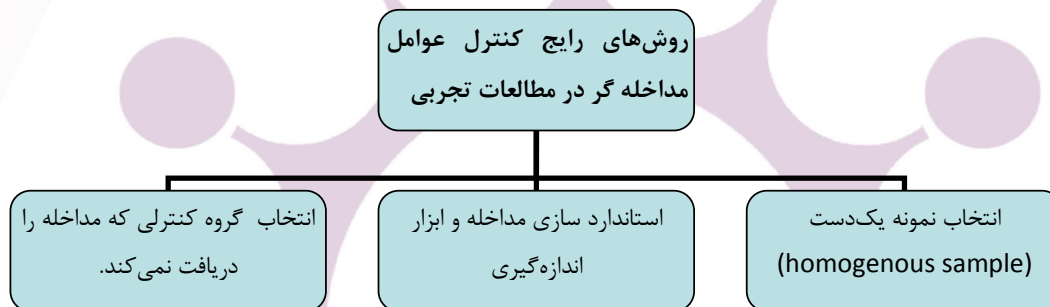 روش‌های رایج کنترل عوامل
مداخله گر در مطالعات تجربی
انتخاب نمونه یک‌دست
(homogenous sample)
استاندارد سازی مداخله و ابزار
اندازه‌گیری
انتخاب گروه کنترلی که مداخله را
دریافت نمی‌کند.